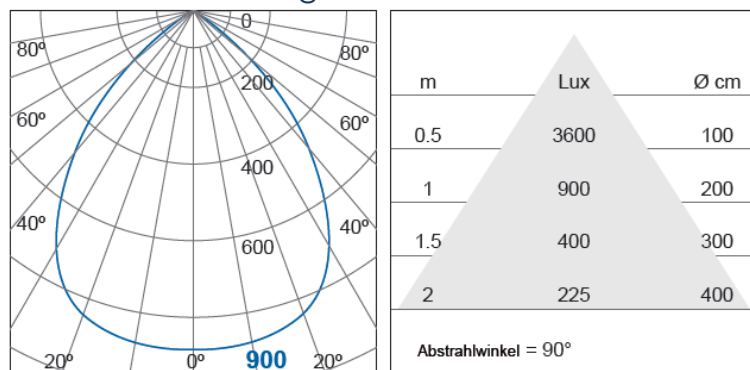 0
80º 80º
200
60º 60º
400
40º 40º
600
20º 0º 900 20º
m Lux Ø cm
0.5 3600 100
1 900 200
1.5 400 300
2 225 400
Abstrahlwinkel = 90°